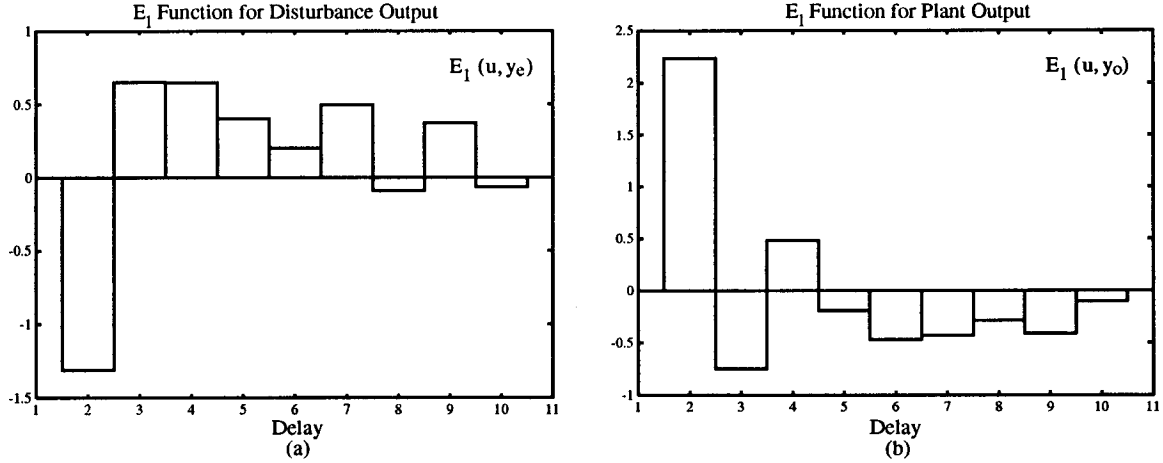 E1 Function for Disturbance Output
1
0.5
0
-0.5
-1
-1.5
E1 (u, ye)
1 2 3 4 5 6 7 8 9 10 11
Delay
(a)
E1 Function for Plant Output
2.5
2
1.5
1
0.5
0
-0.5
-1
E1 (u, yo)
1 2 3 4 5 6 7 8 9 10 11
Delay
(b)